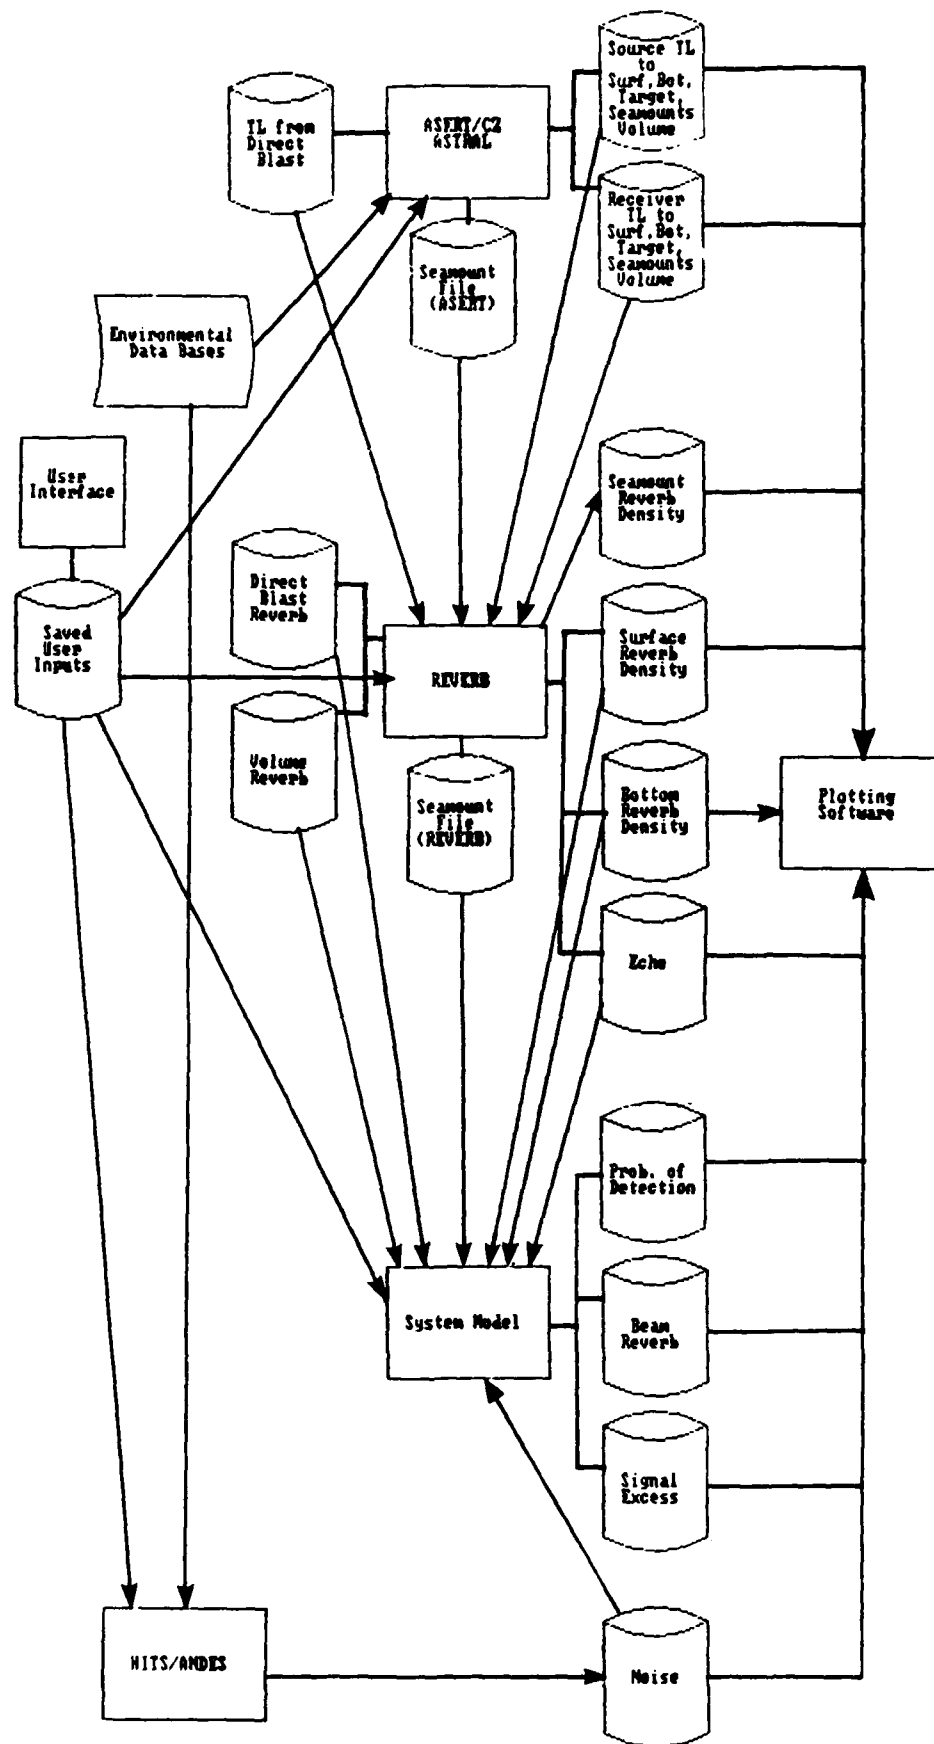 Source TL
to
Surf, Bot,
Target,
Seamounts
Volume
TL from
Direct
Blast
ASERT/CZ
ASTRAL
Receiver
TL to
Surf, Bot,
Target,
Seamounts
Volume
Seamount
File
(ASERT)
Environmental
Data Bases
User
Interface
Seamount
Reverb
Density
Direct
Blast
Reverb
Saved
User
Inputs
Surface
Reverb
Density
REVERB
Volume
Reverb
Seamount
File
(REVERB)
Bottom
Reverb
Density
Plotting
Software
Echo
Prob. of
Detection
System Model
Beam
Reverb
Signal
Excess
HITS/ANDES
Noise